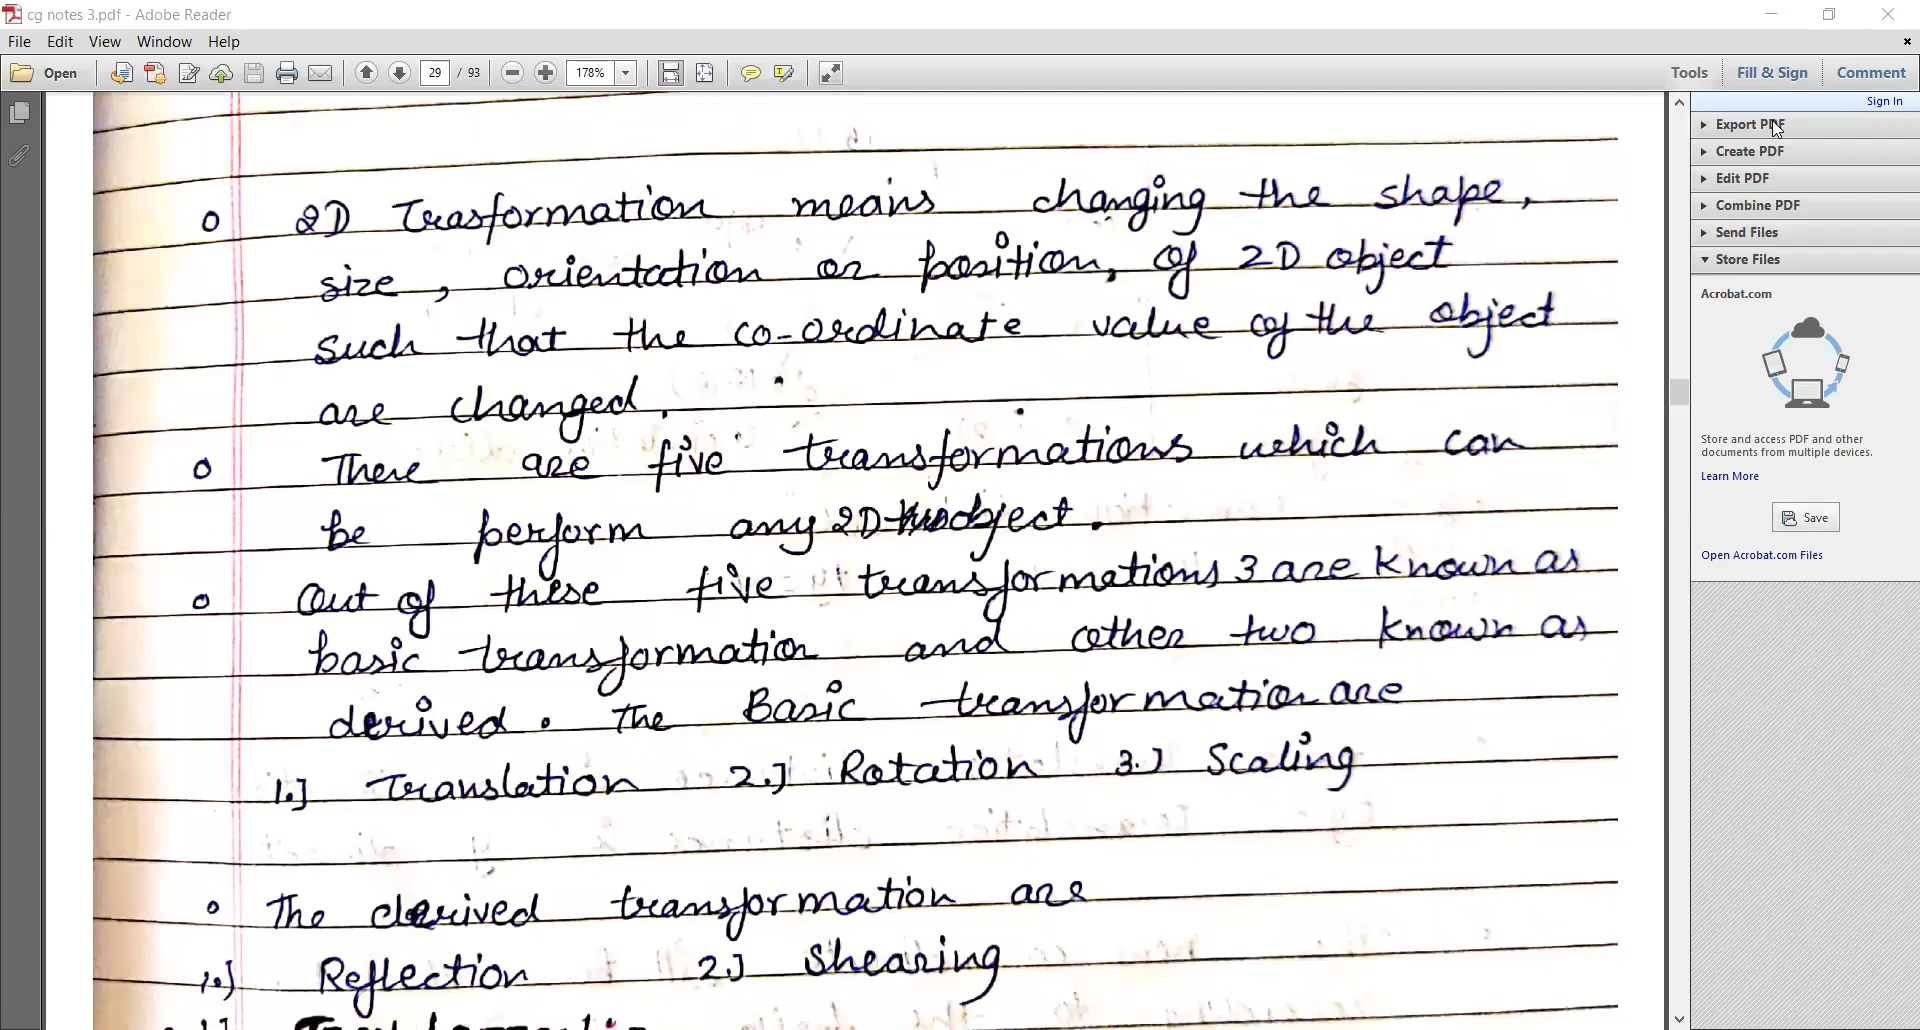 cg notes 3.pdf - Adobe Reader
File Edit View Window Help
Open 29 / 93 178% Tools Fill & Sign Comment
Sign In
Export PDF
Create PDF
Edit PDF
Combine PDF
Send Files
Store Files
Acrobat.com
Store and access PDF and other
documents from multiple devices.
Learn More
Save
Open Acrobat.com Files
2D Trasformation means changing the shape,
size, orientation or position, of 2D object
such that the co-ordinate value of the object
are changed.
There are five transformations which can
be perform any 2D object.
Out of these five transformations 3 are known as
basic transformation and other two known as
derived. The Basic transformation are
1.] Translation 2.] Rotation 3.] Scaling
The derived transformation are
1.] Reflection 2.] Shearing